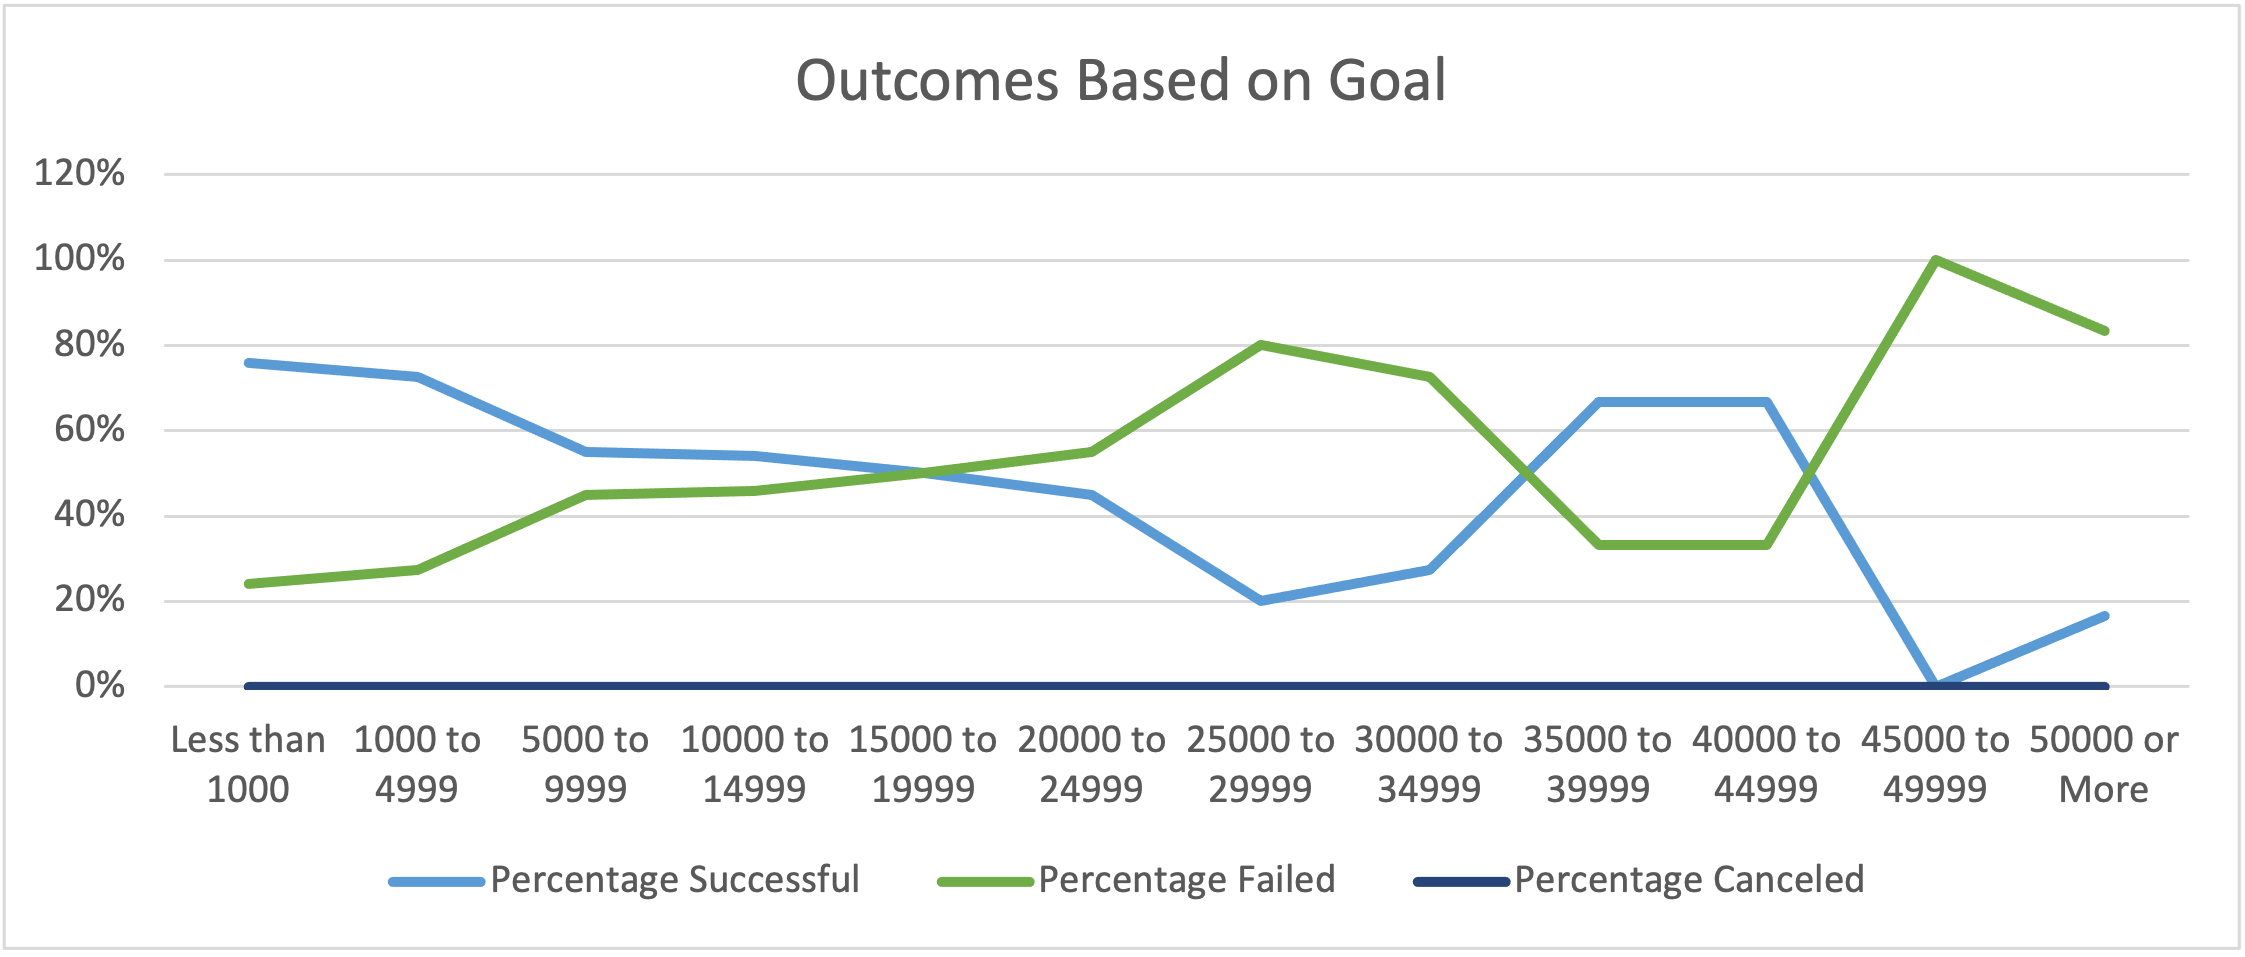 Outcomes Based on Goal
120%
100%
80%
60%
40%
20%
0%
Less than 1000
1000 to 4999
5000 to 9999
10000 to 14999
15000 to 19999
20000 to 24999
25000 to 29999
30000 to 34999
35000 to 39999
40000 to 44999
45000 to 49999
50000 or More
Percentage Successful
Percentage Failed
Percentage Canceled